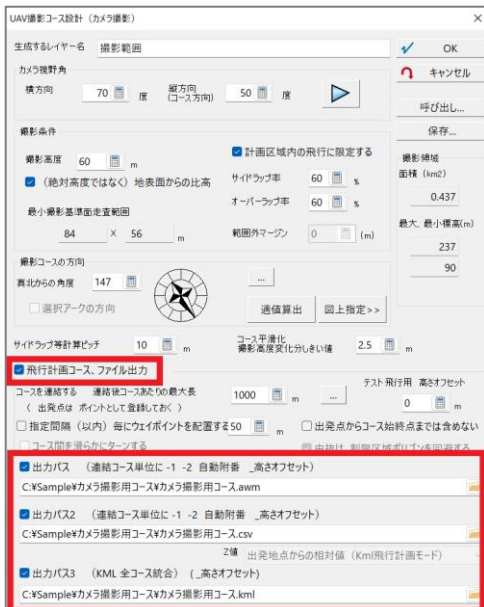 UAV撮影コース設計（カメラ撮影）
生成するレイヤー名 撮影範囲
OK
キャンセル
呼び出し...
保存...
カメラ視野角
横方向 70 度 縦方向 (コース方向) 50 度
撮影条件
撮影高度 60 m
計画区域内の飛行に限定する
（絶対高度ではなく）地表面からの比高
サイドラップ率 60 %
オーバーラップ率 60 %
最小撮影基準面走査範囲
84 X 56 m
範囲外マージン 0 (m)
撮影領域
面積 (km2)
0.437
最大、最小標高(m)
237
90
撮影コースの方向
真北からの角度 147
...
選択アークの方向
適値算出
図上指定>>
サイドラップ等計算ピッチ 10 m
コース平滑化
撮影高度変化分しきい値 2.5 m
飛行計画コース、ファイル出力
コースを連結する 連結後コースあたりの最大長 1000 m ...
（ 出発点は ポイントとして登録しておく ）
テスト飛行用 高さオフセット
0 m
指定間隔（以内）毎にウェイポイントを配置する 50 m
出発点からコース始終点までは含めない
コース間を滑らかにターンする
出力パス （連結コース単位に -1 -2 自動附番 _高さオフセット）
C:¥Sample¥カメラ撮影用コース¥カメラ撮影用コース.awm
出力パス2 （連結コース単位に -1 -2 自動附番 _高さオフセット）
C:¥Sample¥カメラ撮影用コース¥カメラ撮影用コース.csv
Z値 出発地点からの相対値（Kml飛行計画モード）
出力パス3 （KML 全コース統合） （_高さオフセット）
C:¥Sample¥カメラ撮影用コース¥カメラ撮影用コース.kml